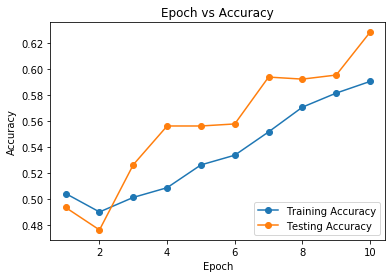 Epoch vs Accuracy
Accuracy
0.62
0.60
0.58
0.56
0.54
0.52
0.50
0.48
Training Accuracy
Testing Accuracy
2 4 6 8 10
Epoch